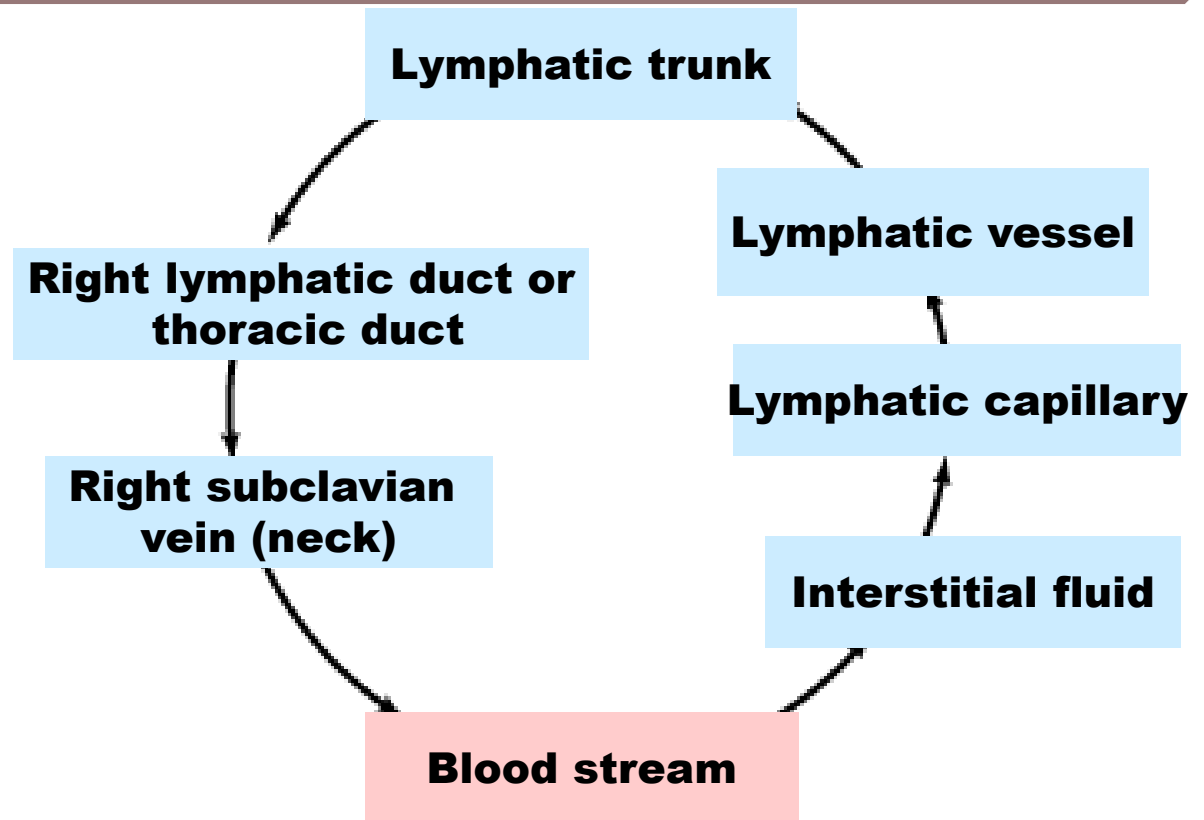 Lymphatic trunk
Lymphatic vessel
Right lymphatic duct or
thoracic duct
Lymphatic capillary
Right subclavian
vein (neck)
Interstitial fluid
Blood stream